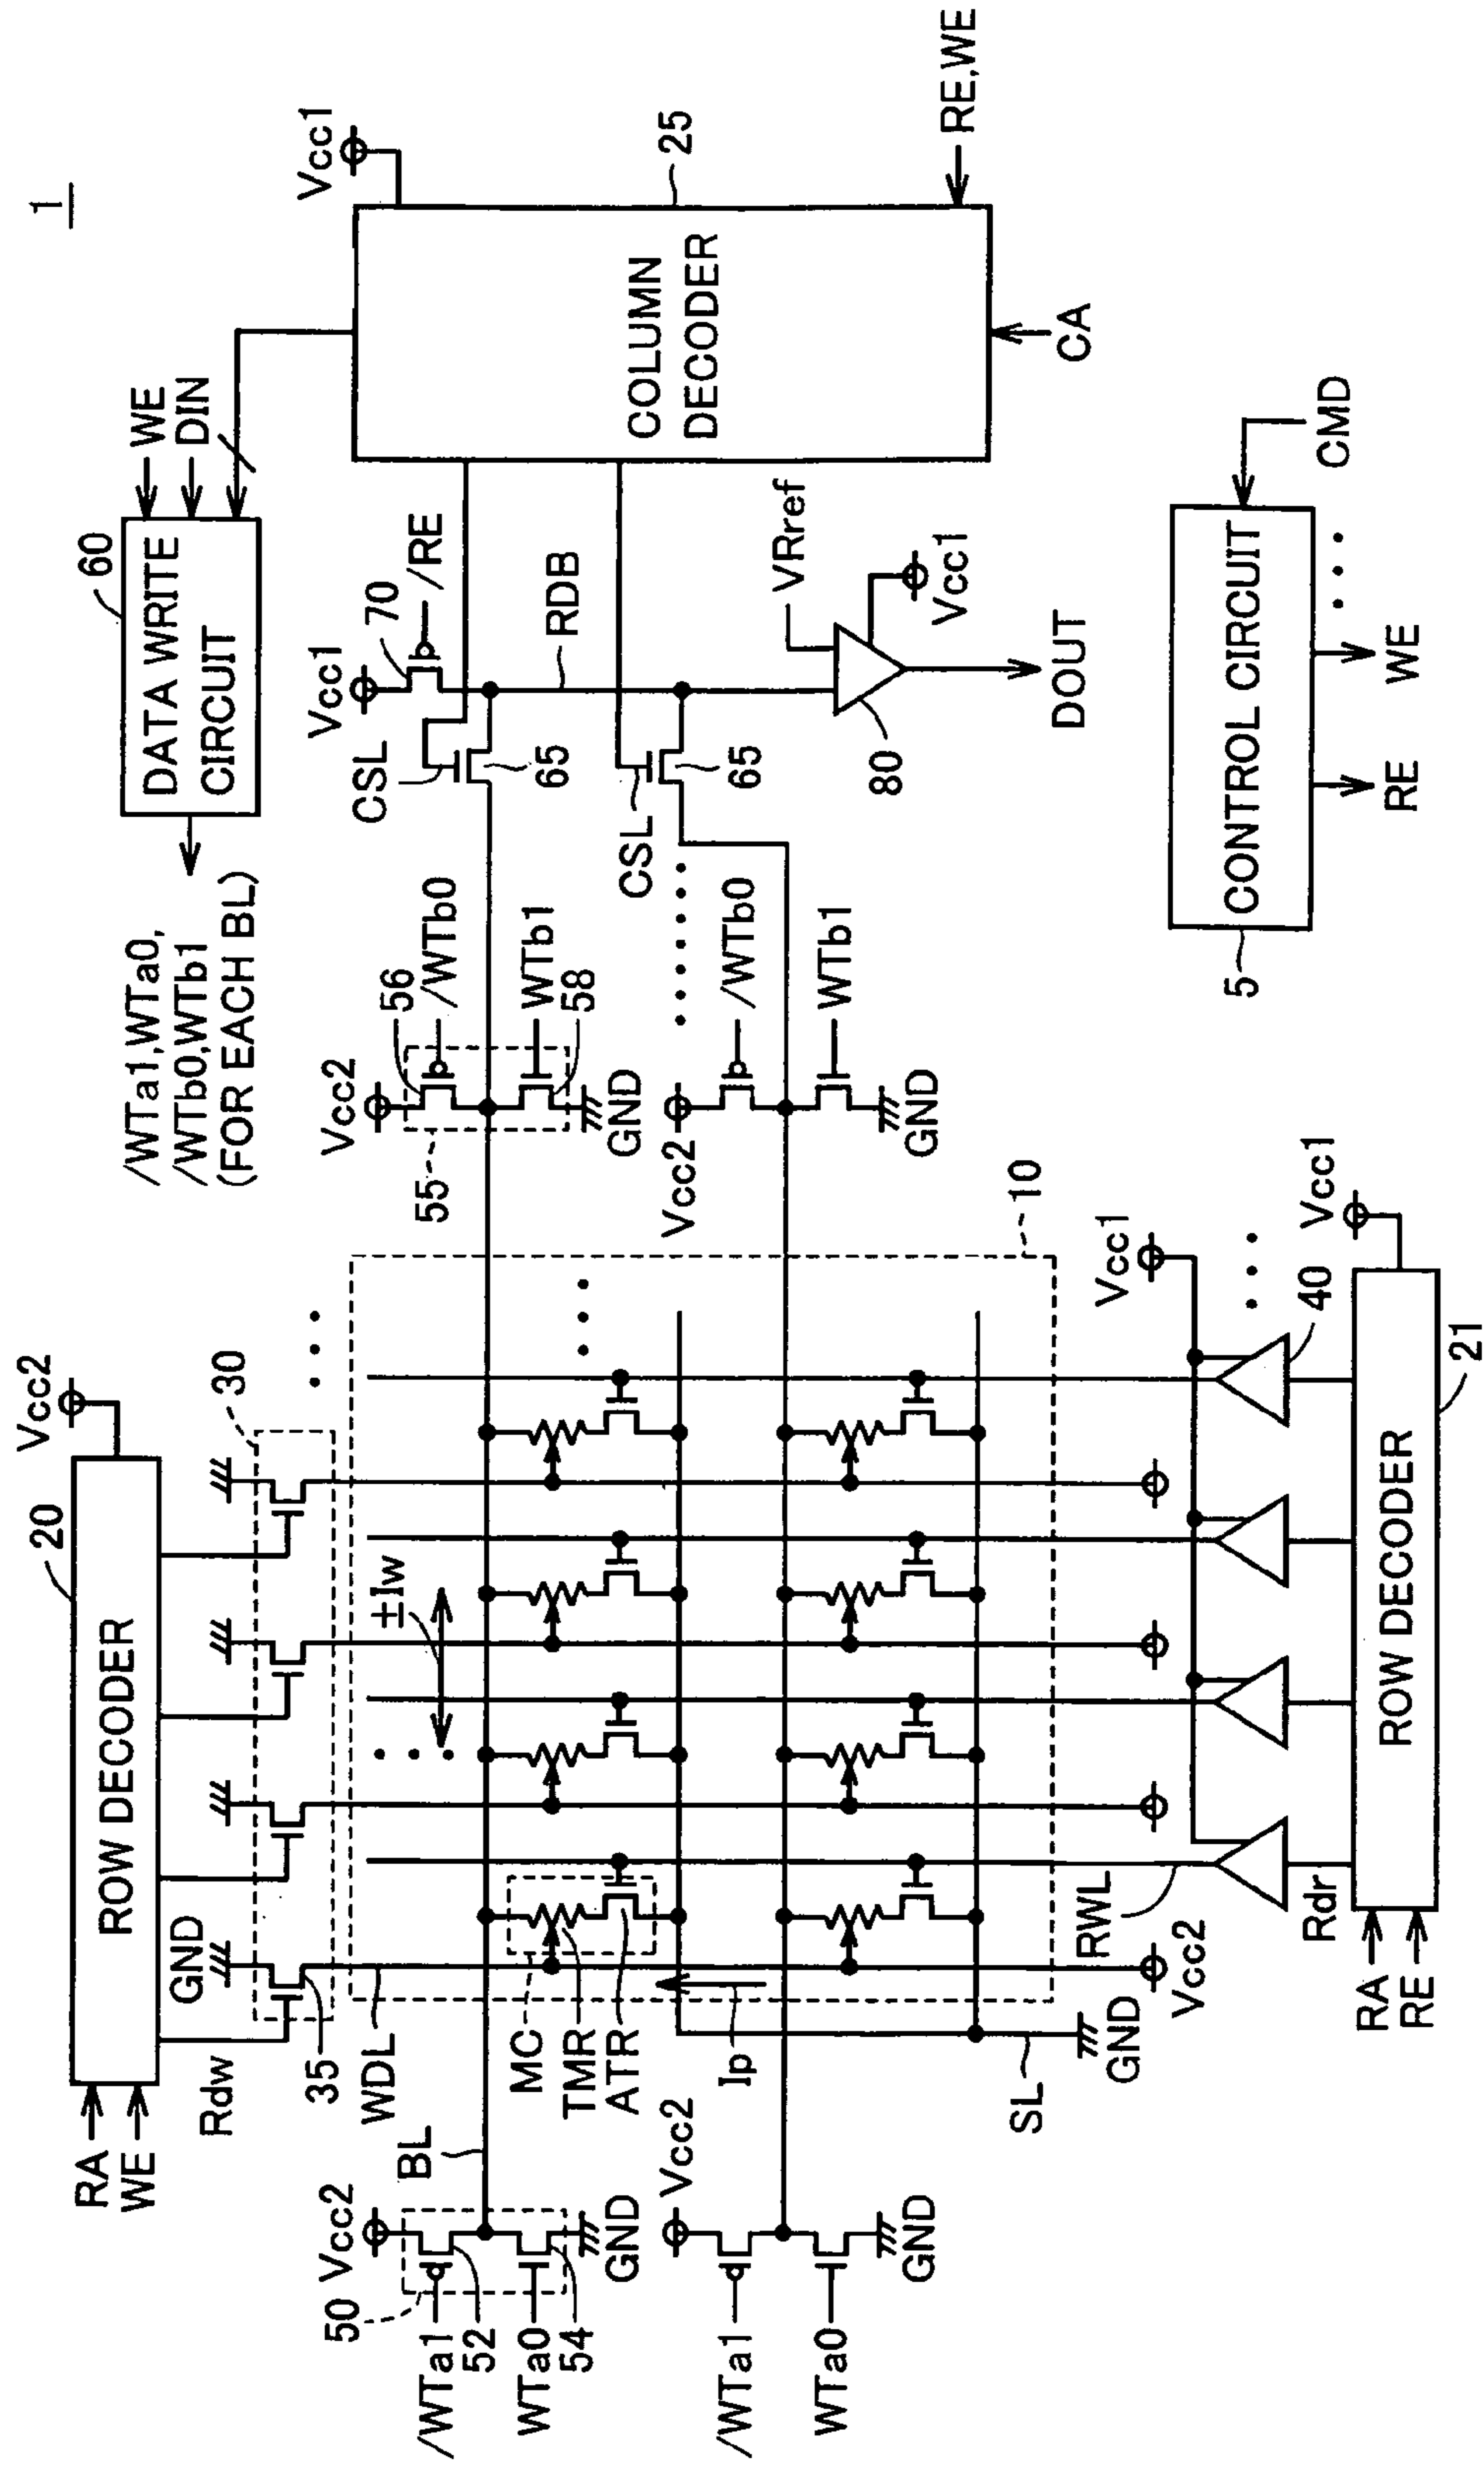 1
RA
WE
ROW DECODER
20
Vcc2
Rdw
GND
35
30
WDL
/WTa1,WTa0,
/WTb0,WTb1
(FOR EACH BL)
DATA WRITE
CIRCUIT
60
WE
DIN
Vcc1
COLUMN
DECODER
25
RE,WE
CA
50
Vcc2
/WTa1
52
WTa0
54
GND
BL
±Iw
MC
TMR
ATR
Ip
Vcc2
55
56
/WTb0
WTb1
58
GND
CSL
65
Vcc1
70
/RE
RDB
CSL
65
VRref
80
Vcc1
DOUT
Vcc2
/WTa1
WTa0
GND
SL
GND
10
Vcc2
/WTb0
WTb1
GND
RWL
Vcc2
Vcc1
40
Rdr
RA
RE
ROW DECODER
21
Vcc1
5
CONTROL CIRCUIT
CMD
RE
WE